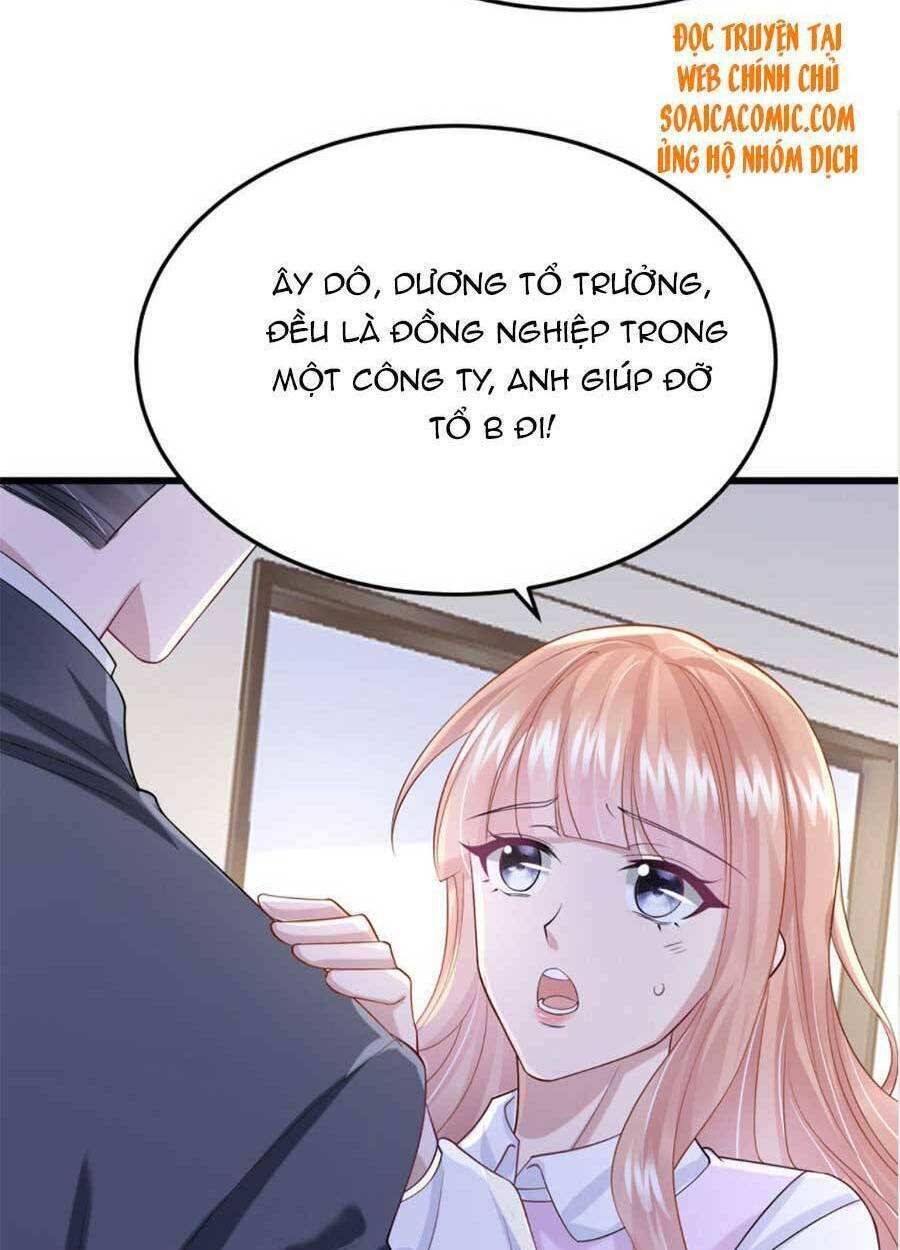 ĐỌC TRUYỆN TẠI
WEB CHÍNH CHỦ
SOAICACOMIC.COM
ỦNG HỘ NHÓM DỊCH
ÂY DÔ, DƯƠNG TỔ TRƯỞNG,
ĐỀU LÀ ĐỒNG NGHIỆP TRONG
MỘT CÔNG TY, ANH GIÚP ĐỠ
TỔ B ĐI!